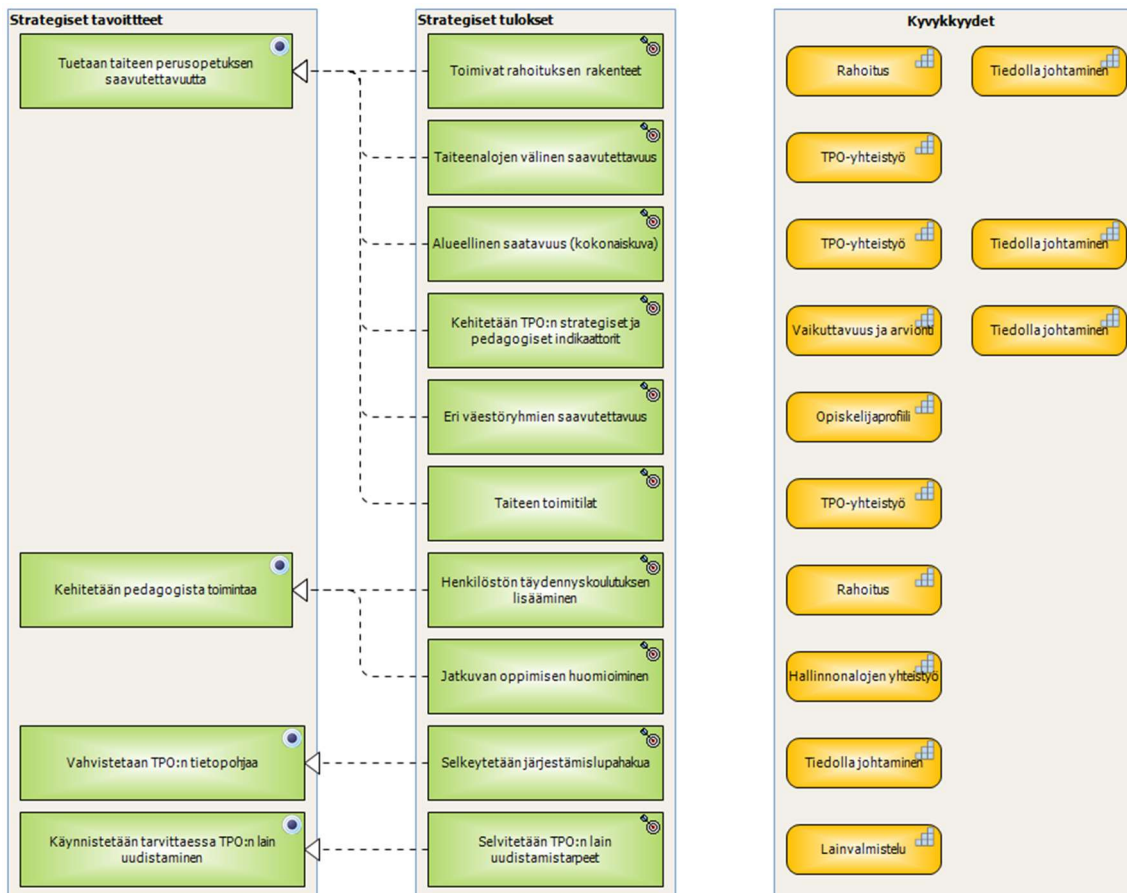 Strategiset tavoittteet
Strategiset tulokset
Kyvykkyydet
Tuetaan taiteen perusopetuksen
saavutettavuutta
Toimivat rahoituksen rakenteet
Rahoitus
Tiedolla johtaminen
Taiteenalojen välinen saavutettavuus
TPO-yhteistyö
Alueellinen saatavuus (kokonaiskuva)
TPO-yhteistyö
Tiedolla johtaminen
Kehitetään TPO:n strategiset ja
pedagogiset indikaattorit
Vaikuttavuus ja arviointi
Tiedolla johtaminen
Eri väestöryhmien saavutettavuus
Opiskelijaprofiili
Taiteen toimitilat
TPO-yhteistyö
Kehitetään pedagogista toimintaa
Henkilöstön täydennyskoulutuksen
lisääminen
Rahoitus
Jatkuvan oppimisen huomioiminen
Hallinnonalojen yhteistyö
Vahvistetaan TPO:n tietopohjaa
Selkeytetään järjestämislupahakua
Tiedolla johtaminen
Käynnistetään tarvittaessa TPO:n lain
uudistaminen
Selvitetään TPO:n lain
uudistamistarpeet
Lainvalmistelu